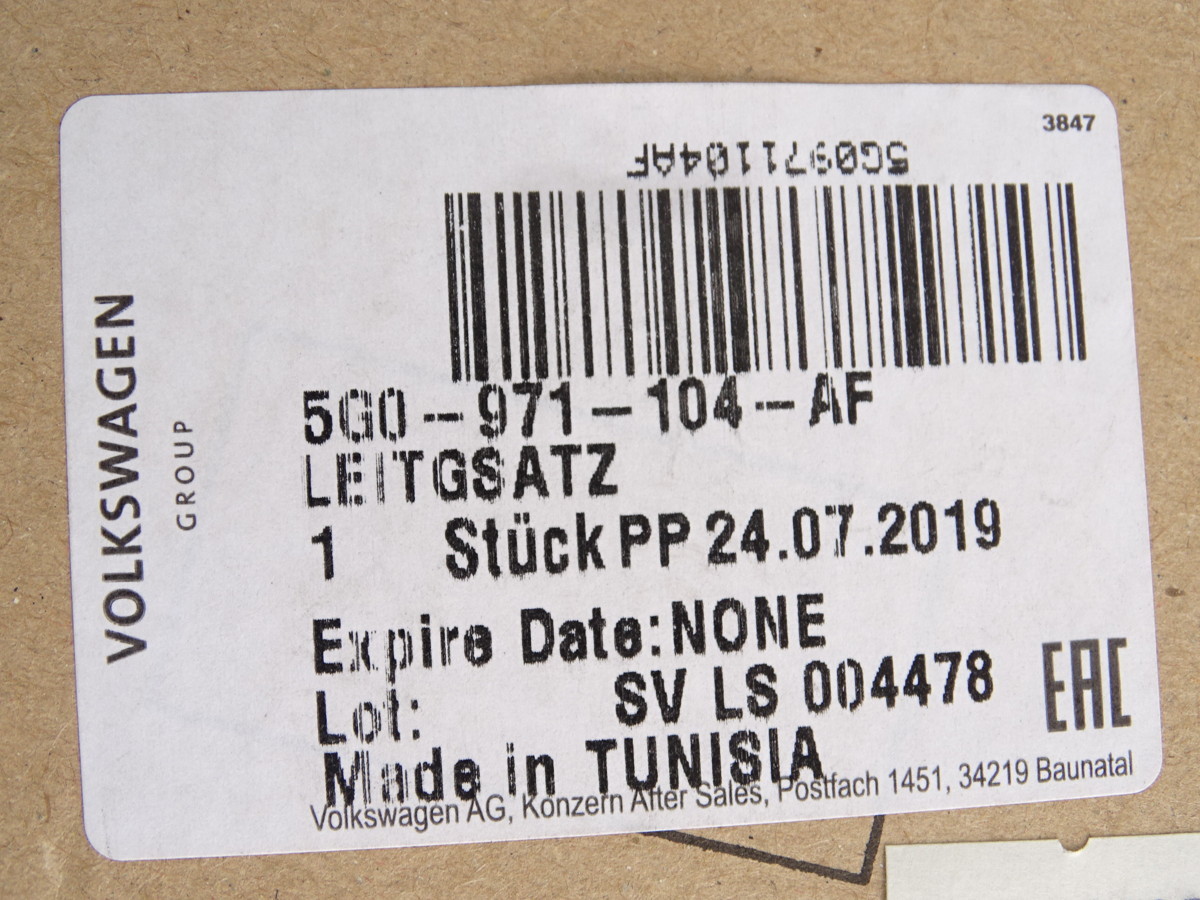 3847
5G0971104AF
5G0-971-104-AF
LEITGSATZ
1 Stück PP 24.07.2019
Expire Date:NONE
Lot: SV LS 004478
Made in TUNISIA
Volkswagen AG, Konzern After Sales, Postfach 1451, 34219 Baunatal
EAC
VOLKSWAGEN
GROUP